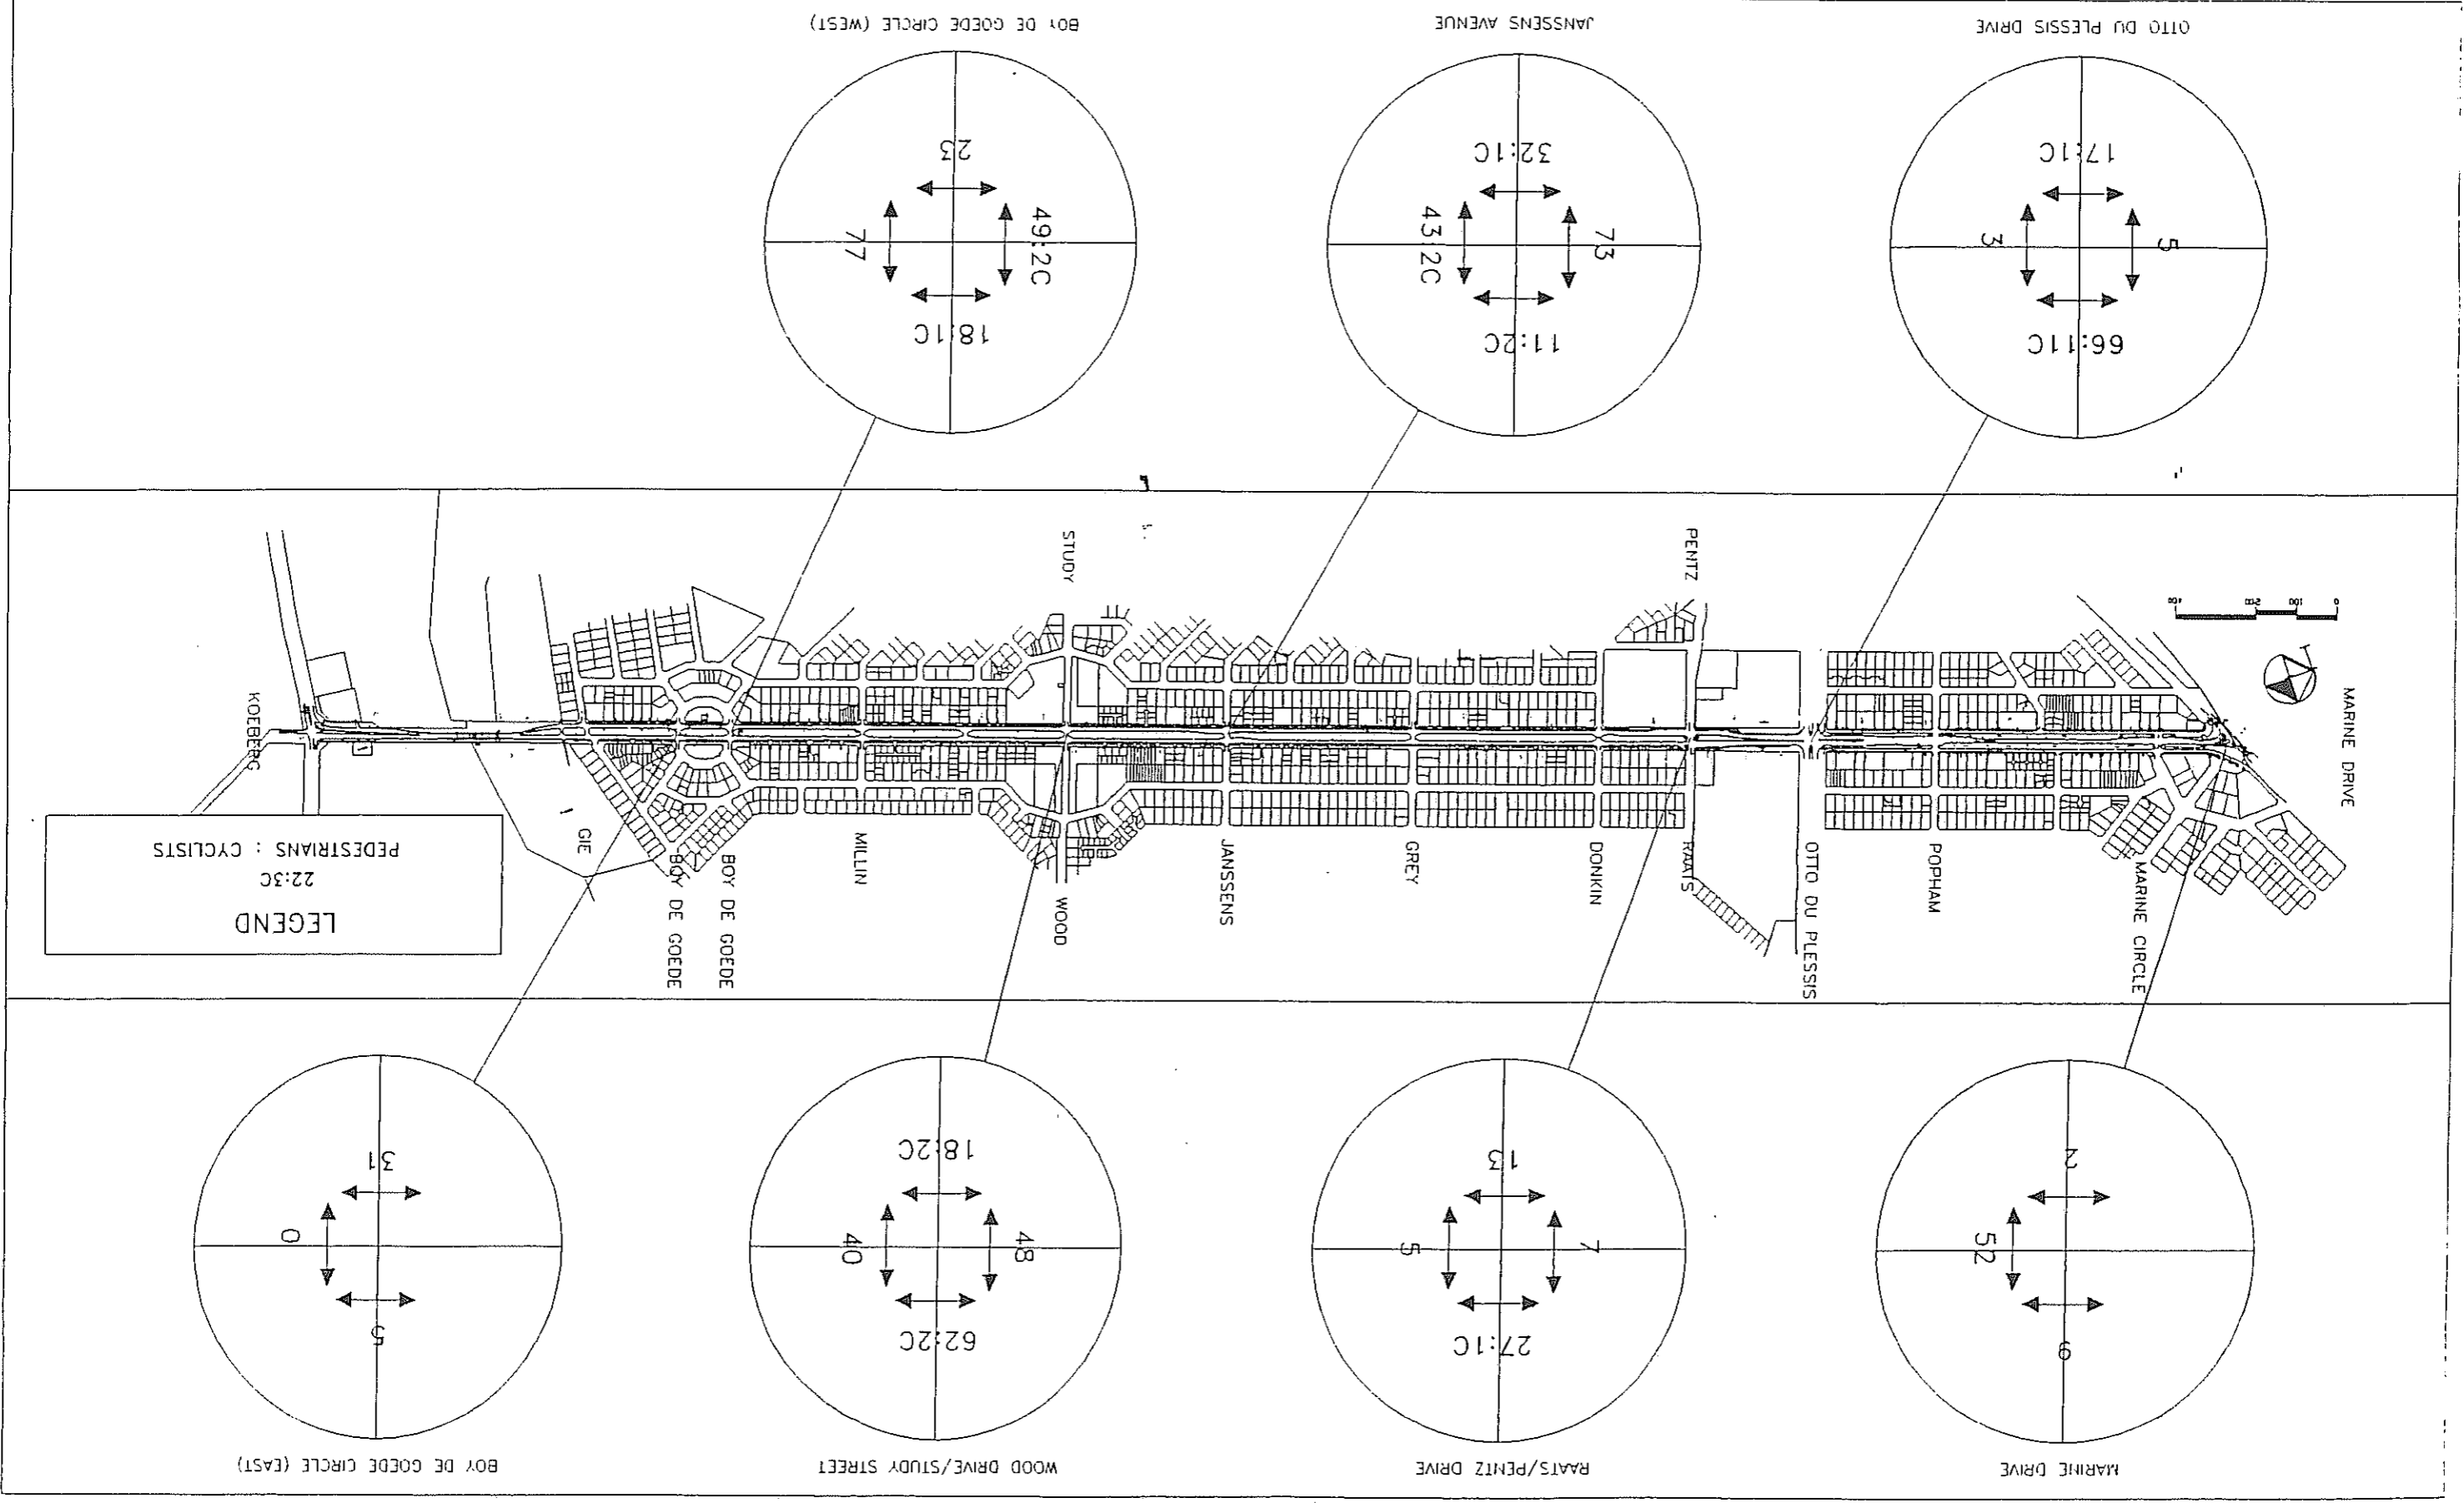 MARINE DRIVE
RAATS/PENTZ DRIVE
WOOD DRIVE/STUDY STREET
BOY DE GOEDE CIRCLE (EAST)
6
52
2
27:1C
7
5
13
62:2C
48
40
18:2C
5
0
31
MARINE DRIVE
MARINE CIRCLE
POPHAM
OTTO DU PLESSIS
RAATS
DONKIN
GREY
JANSSENS
WOOD
MILLIN
BOY DE GOEDE
BOY DE GOEDE
GIE
KOEBERG
PENTZ
STUDY
LEGEND
22:3C
PEDESTRIANS : CYCLISTS
0 100 200 400
66:11C
5
3
17:1C
11:2C
73
43:2C
32:1C
18:1C
49:2C
77
23
OTTO DU PLESSIS DRIVE
JANSSENS AVENUE
BOY DE GOEDE CIRCLE (WEST)